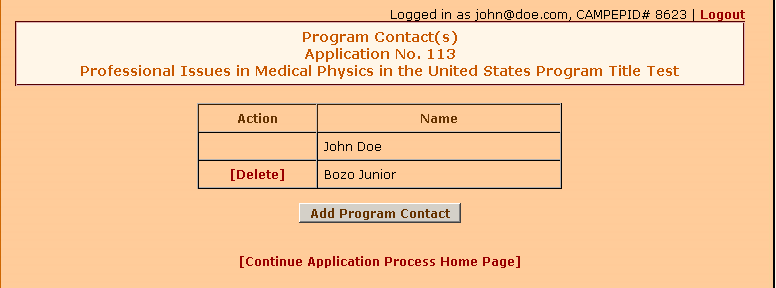 Logged in as john@doe.com, CAMPEPID# 8623 | Logout
Program Contact(s)
Application No. 113
Professional Issues in Medical Physics in the United States Program Title Test
Action Name
John Doe
[Delete] Bozo Junior
Add Program Contact
[Continue Application Process Home Page]